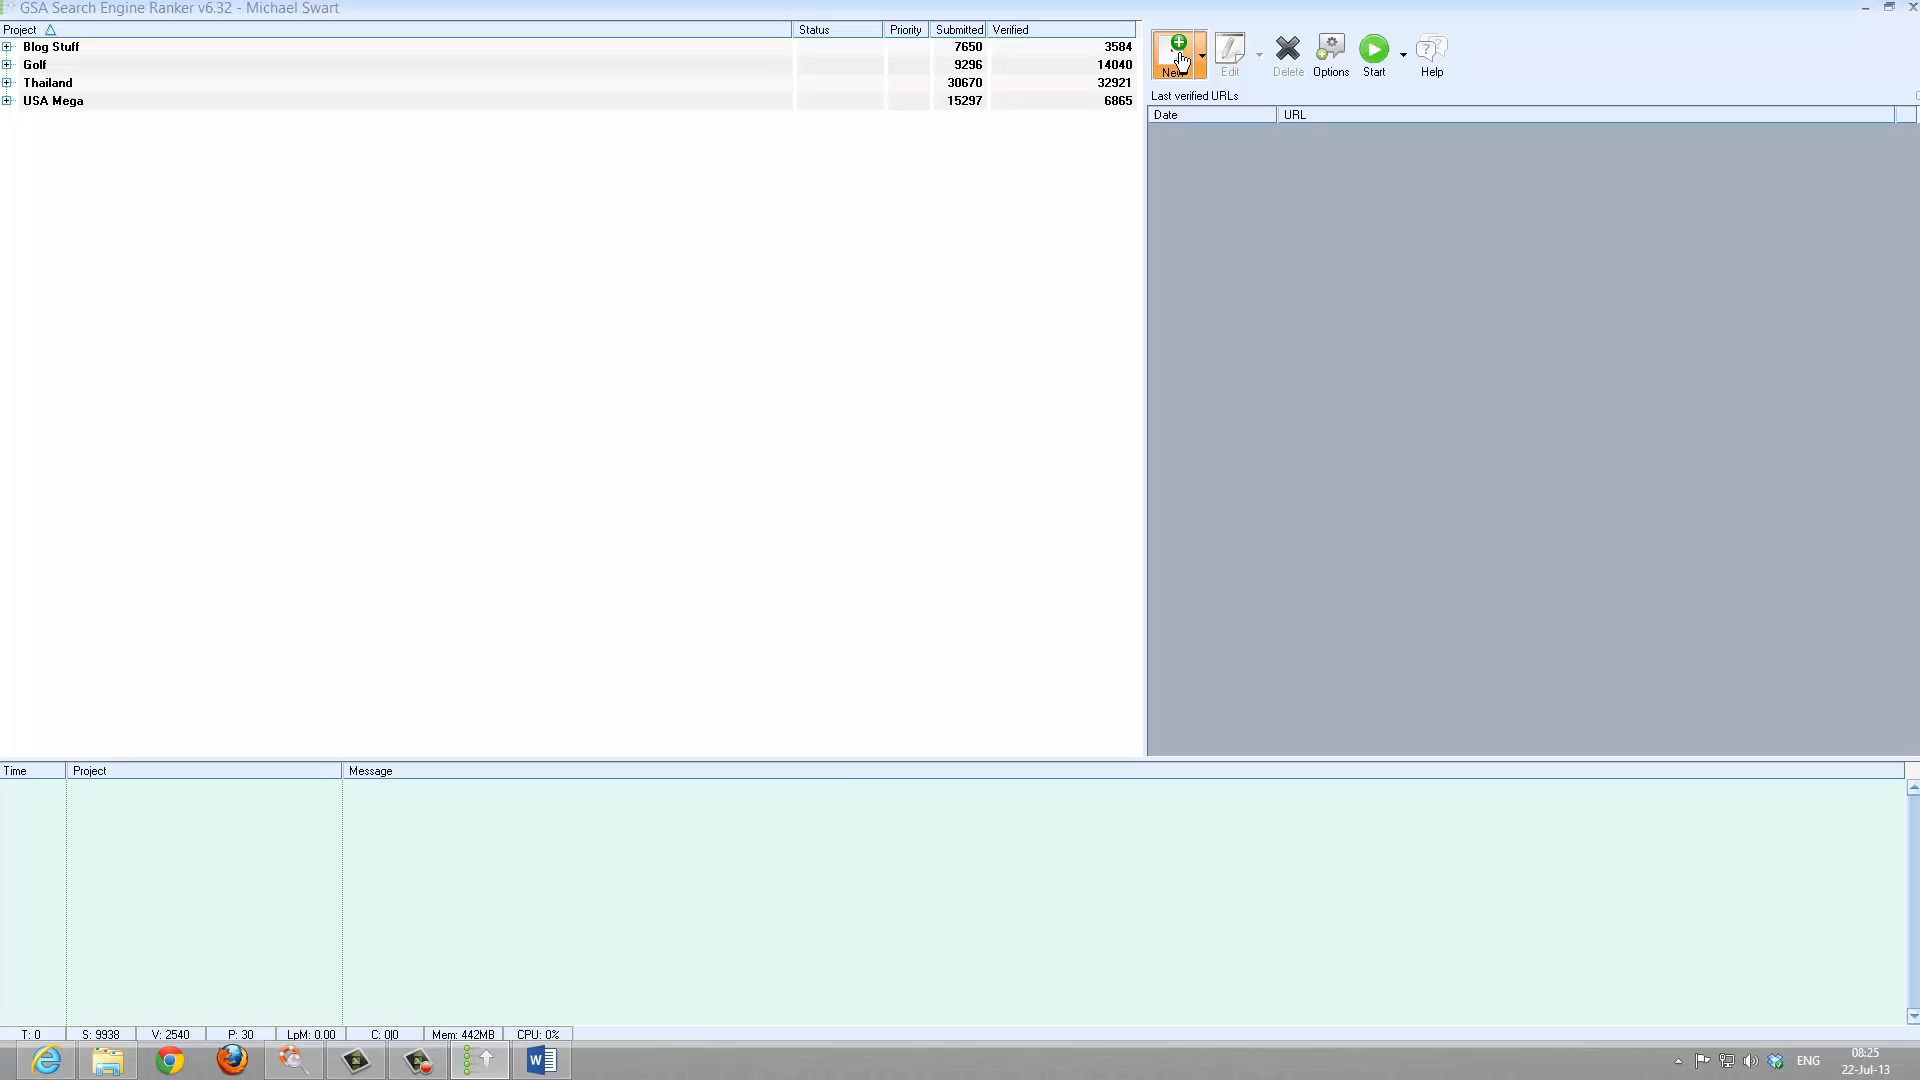 GSA Search Engine Ranker v6.32 - Michael Swart
Project Status Priority Submitted Verified
Blog Stuff 7650 3584
Golf 9296 14040
Thailand 30670 32921
USA Mega 15297 6865
New Edit Delete Options Start Help
Last verified URLs
Date URL
Time Project Message
T: 0 S: 9938 V: 2540 P: 30 LpM: 0.00 C: 0|0 Mem: 442MB CPU: 0%
ENG 08:25
22-Jul-13